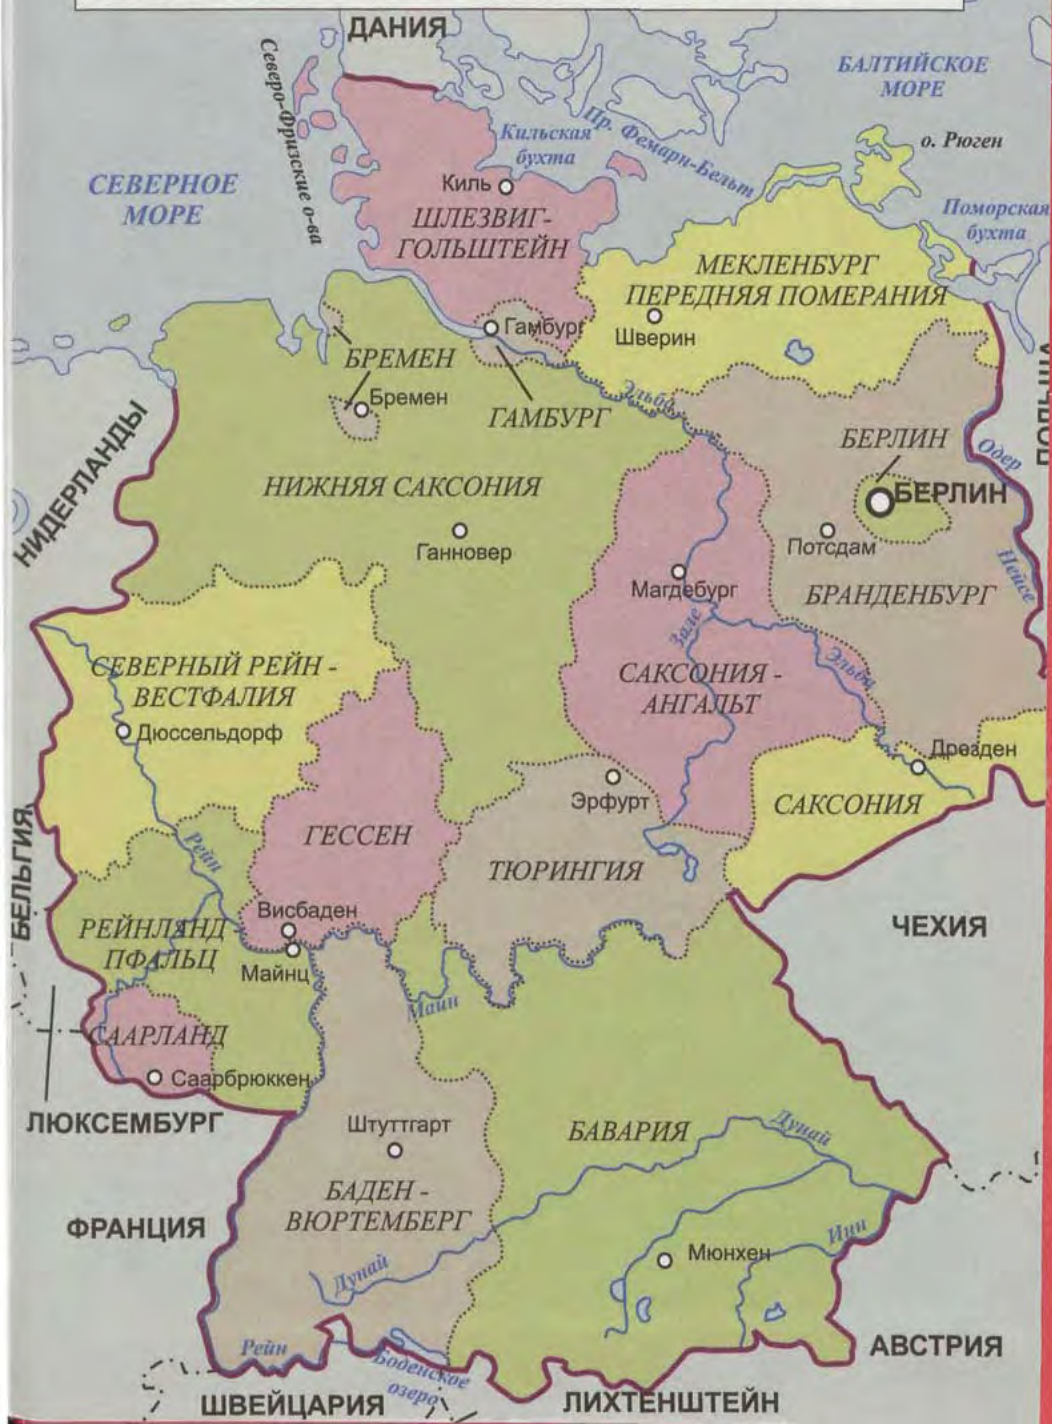 ДАНИЯ
БАЛТИЙСКОЕ
МОРЕ
Северо-Фризские о-ва
Кильская
бухта
Пр. Фемарн-Бельт
о. Рюген
СЕВЕРНОЕ
МОРЕ
Киль
ШЛЕЗВИГ-
ГОЛЬШТЕЙН
Поморская
бухта
МЕКЛЕНБУРГ
ПЕРЕДНЯЯ ПОМЕРАНИЯ
Шверин
Гамбург
БРЕМЕН
Бремен
ГАМБУРГ
Эльба
ПОЛЬША
НИДЕРЛАНДЫ
БЕРЛИН
БЕРЛИН
Одер
НИЖНЯЯ САКСОНИЯ
Ганновер
Потсдам
Магдебург
БРАНДЕНБУРГ
Нейсе
Заале
СЕВЕРНЫЙ РЕЙН -
ВЕСТФАЛИЯ
САКСОНИЯ -
АНГАЛЬТ
Эльба
Дюссельдорф
Дрезден
Эрфурт
САКСОНИЯ
БЕЛЬГИЯ
Рейн
ГЕССЕН
ТЮРИНГИЯ
Висбаден
РЕЙНЛАНД
ПФАЛЬЦ
Майнц
ЧЕХИЯ
Майн
СААРЛАНД
Саарбрюккен
ЛЮКСЕМБУРГ
Штуттгарт
БАВАРИЯ
Дунай
БАДЕН -
ВЮРТЕМБЕРГ
ФРАНЦИЯ
Дунай
Мюнхен
Инн
Рейн
Боденское
озеро
АВСТРИЯ
ШВЕЙЦАРИЯ
ЛИХТЕНШТЕЙН